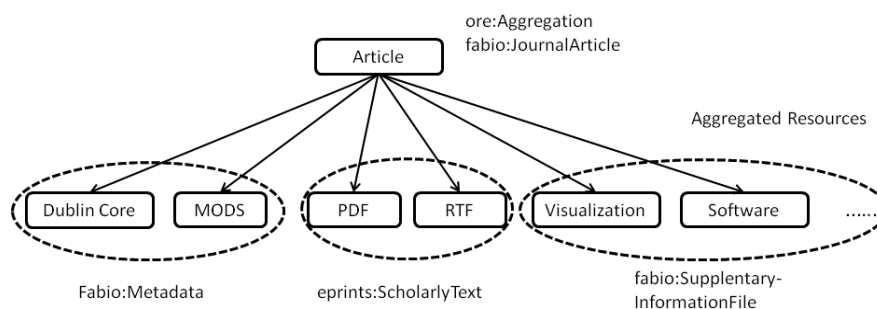 ore:Aggregation
fabio:JournalArticle
Article
Aggregated Resources
Dublin Core
MODS
PDF
RTF
Visualization
Software
......
Fabio:Metadata
eprints:ScholarlyText
fabio:Supplentary-
InformationFile